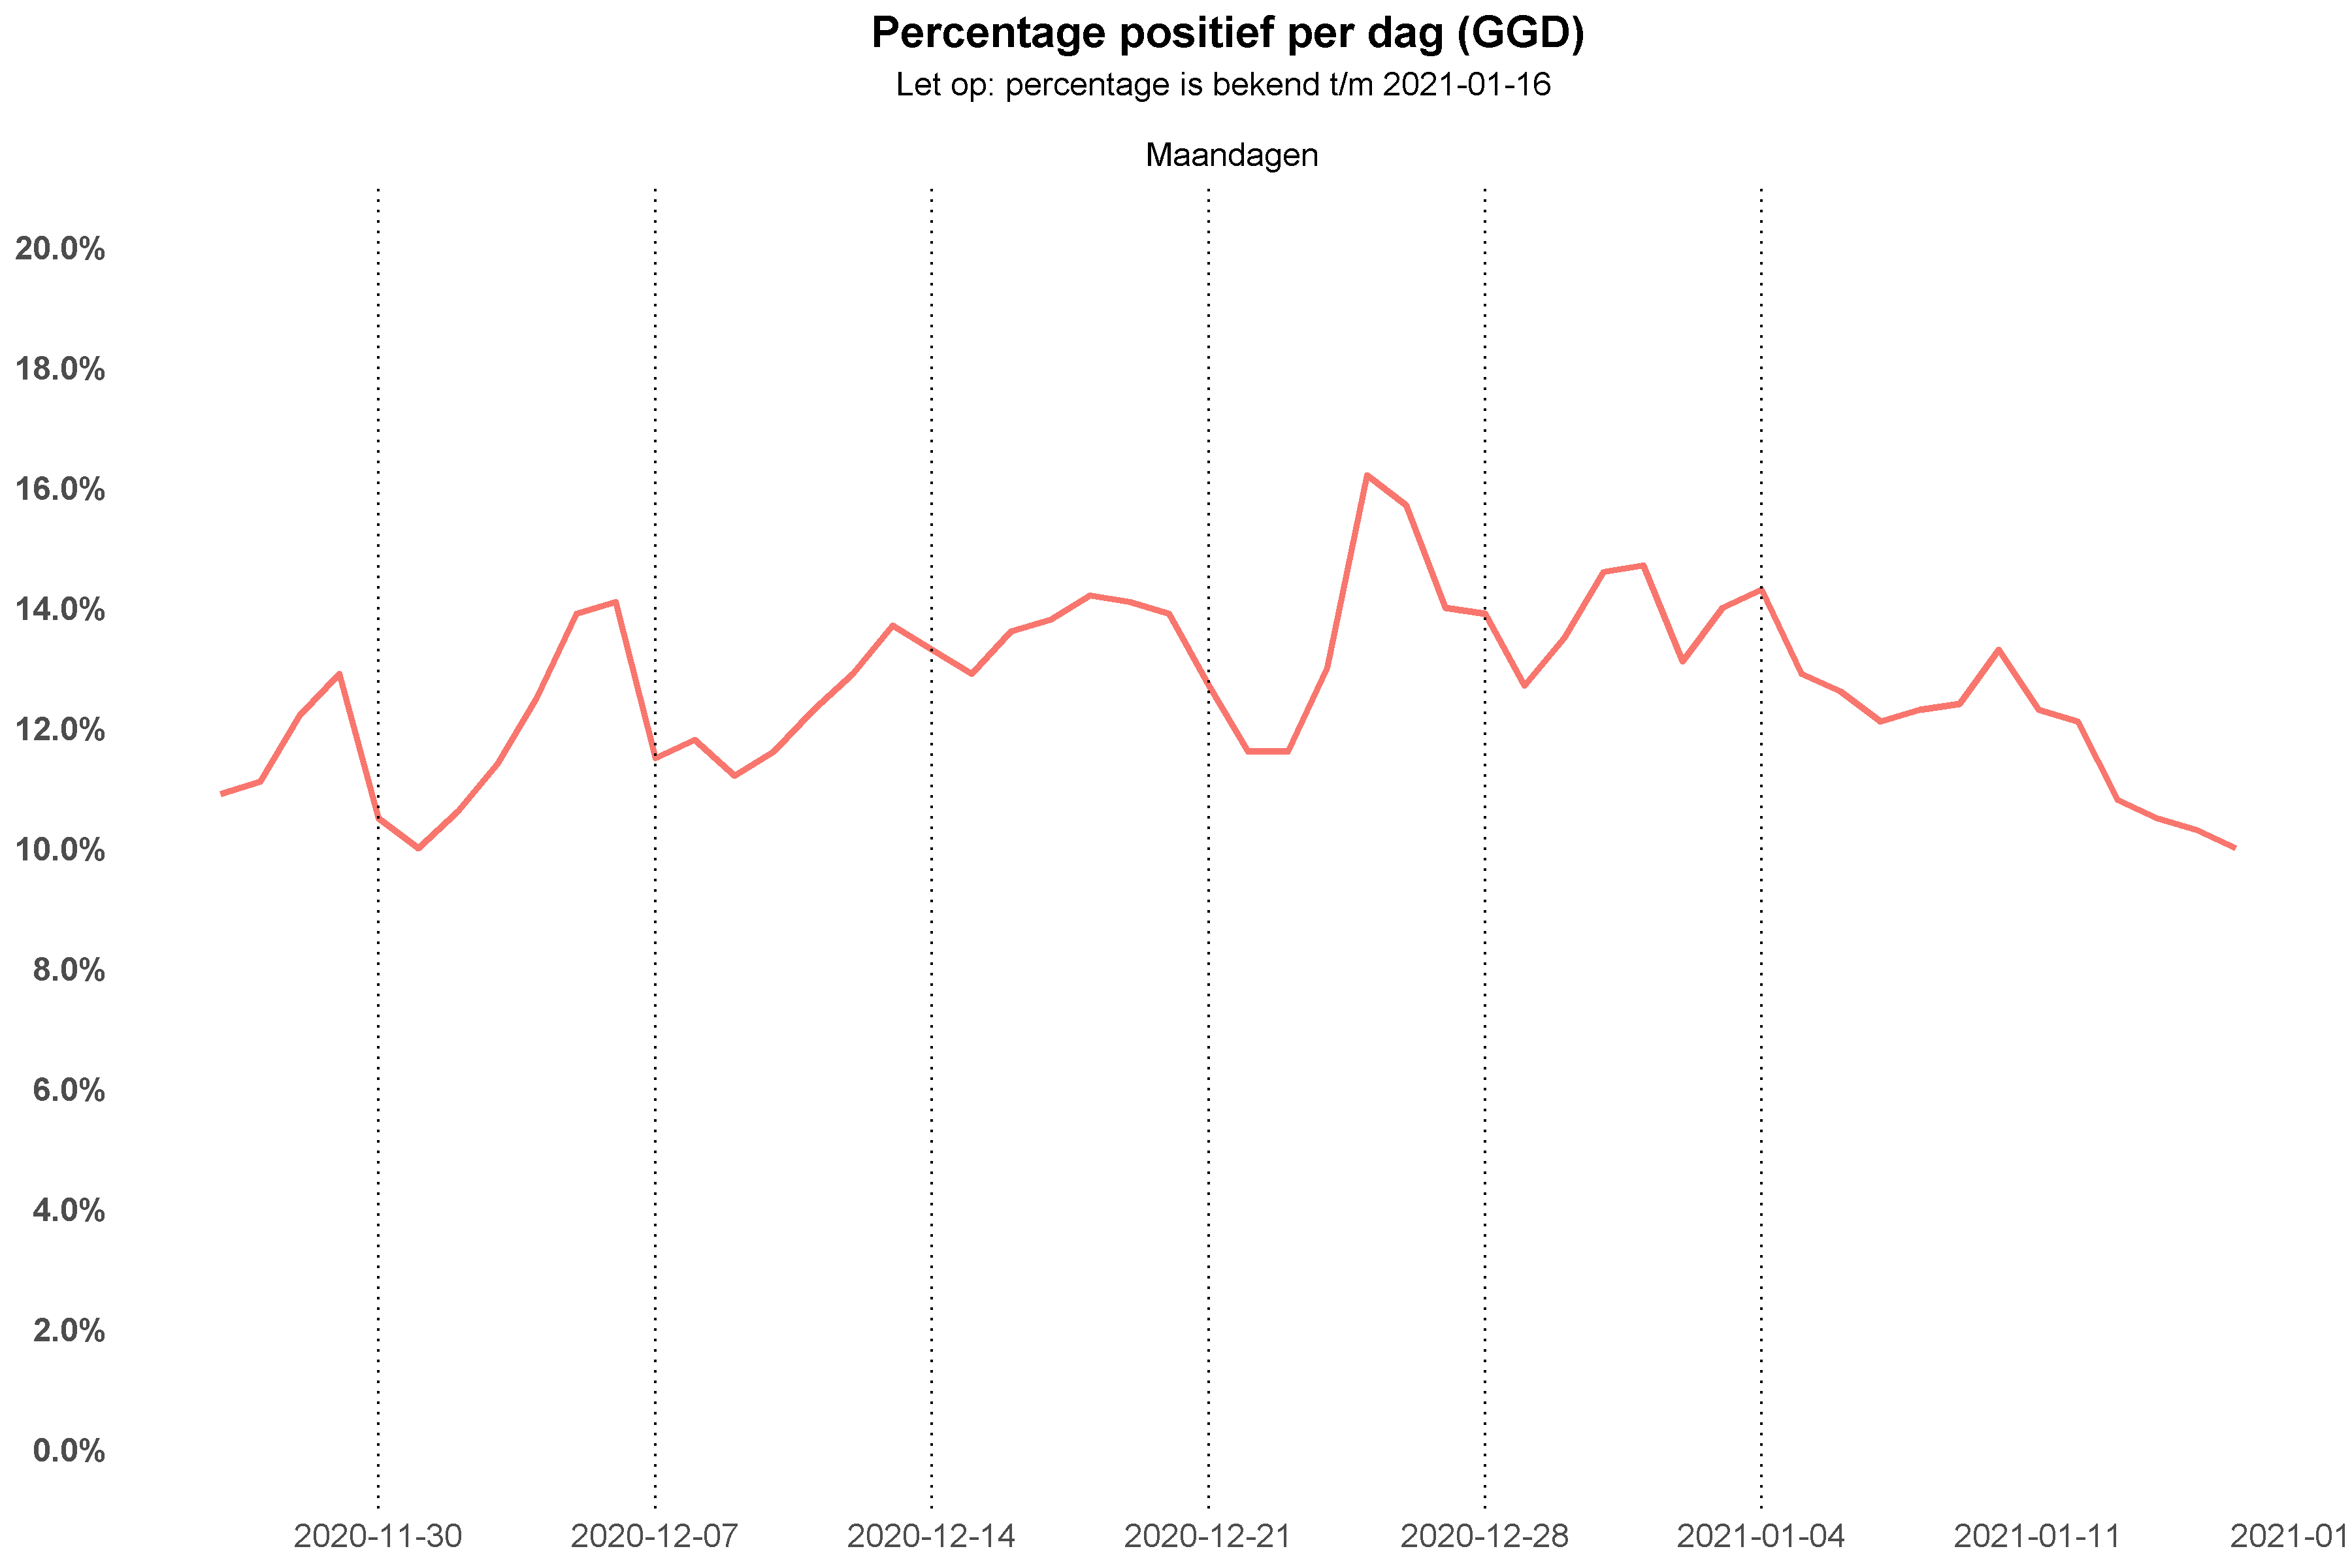 Percentage positief per dag (GGD)
Let op: percentage is bekend t/m 2021-01-16
Maandagen
20.0%
18.0%
16.0%
14.0%
12.0%
10.0%
8.0%
6.0%
4.0%
2.0%
0.0%
2020-11-30 2020-12-07 2020-12-14 2020-12-21 2020-12-28 2021-01-04 2021-01-11 2021-01